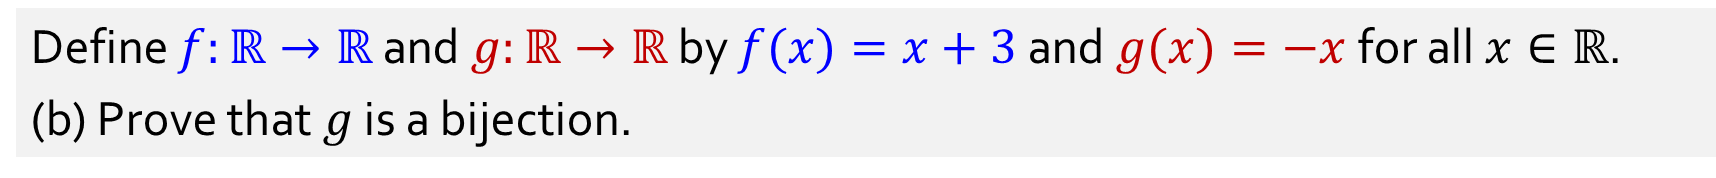 Define 𝑓: ℝ → ℝ and 𝑔: ℝ → ℝ by 𝑓(𝑥) = 𝑥 + 3 and 𝑔(𝑥) = −𝑥 for all 𝑥 ∈ ℝ.
(b) Prove that 𝑔 is a bijection.